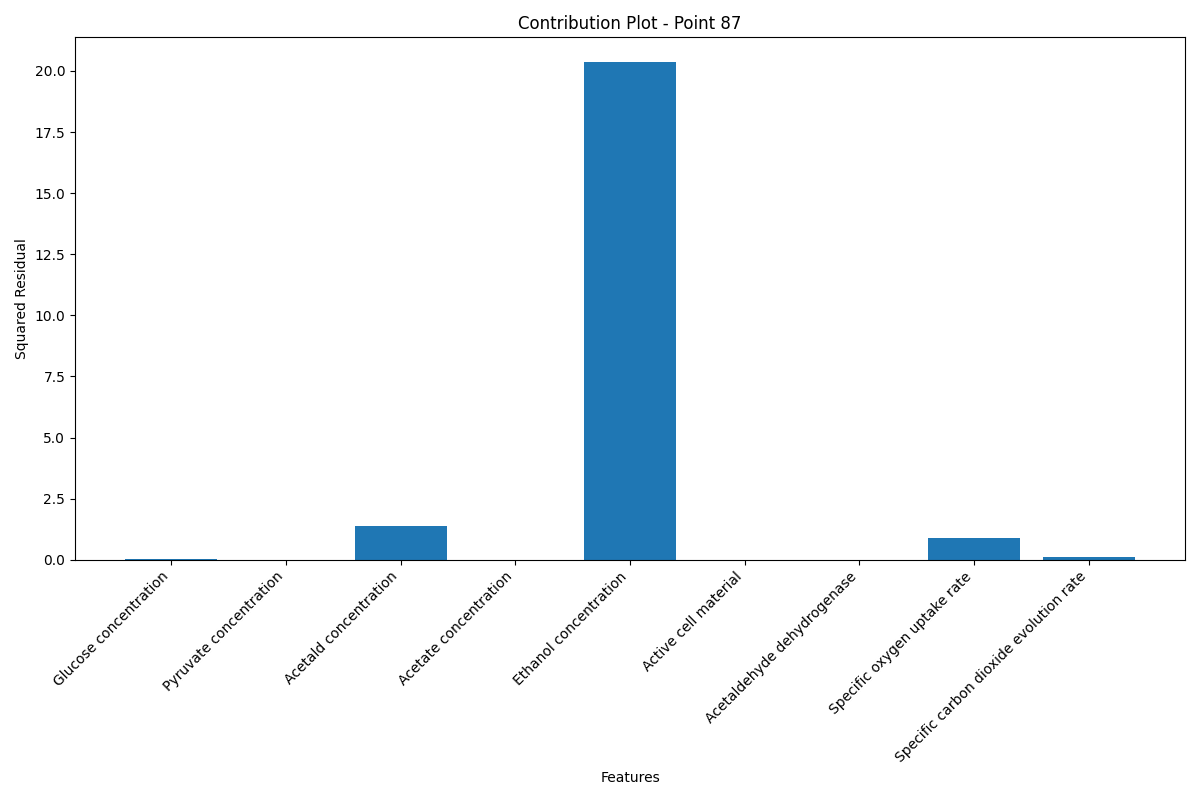 Contribution Plot - Point 87
Squared Residual
20.0
17.5
15.0
12.5
10.0
7.5
5.0
2.5
0.0
Glucose concentration
Pyruvate concentration
Acetald concentration
Acetate concentration
Ethanol concentration
Active cell material
Acetaldehyde dehydrogenase
Specific oxygen uptake rate
Specific carbon dioxide evolution rate
Features